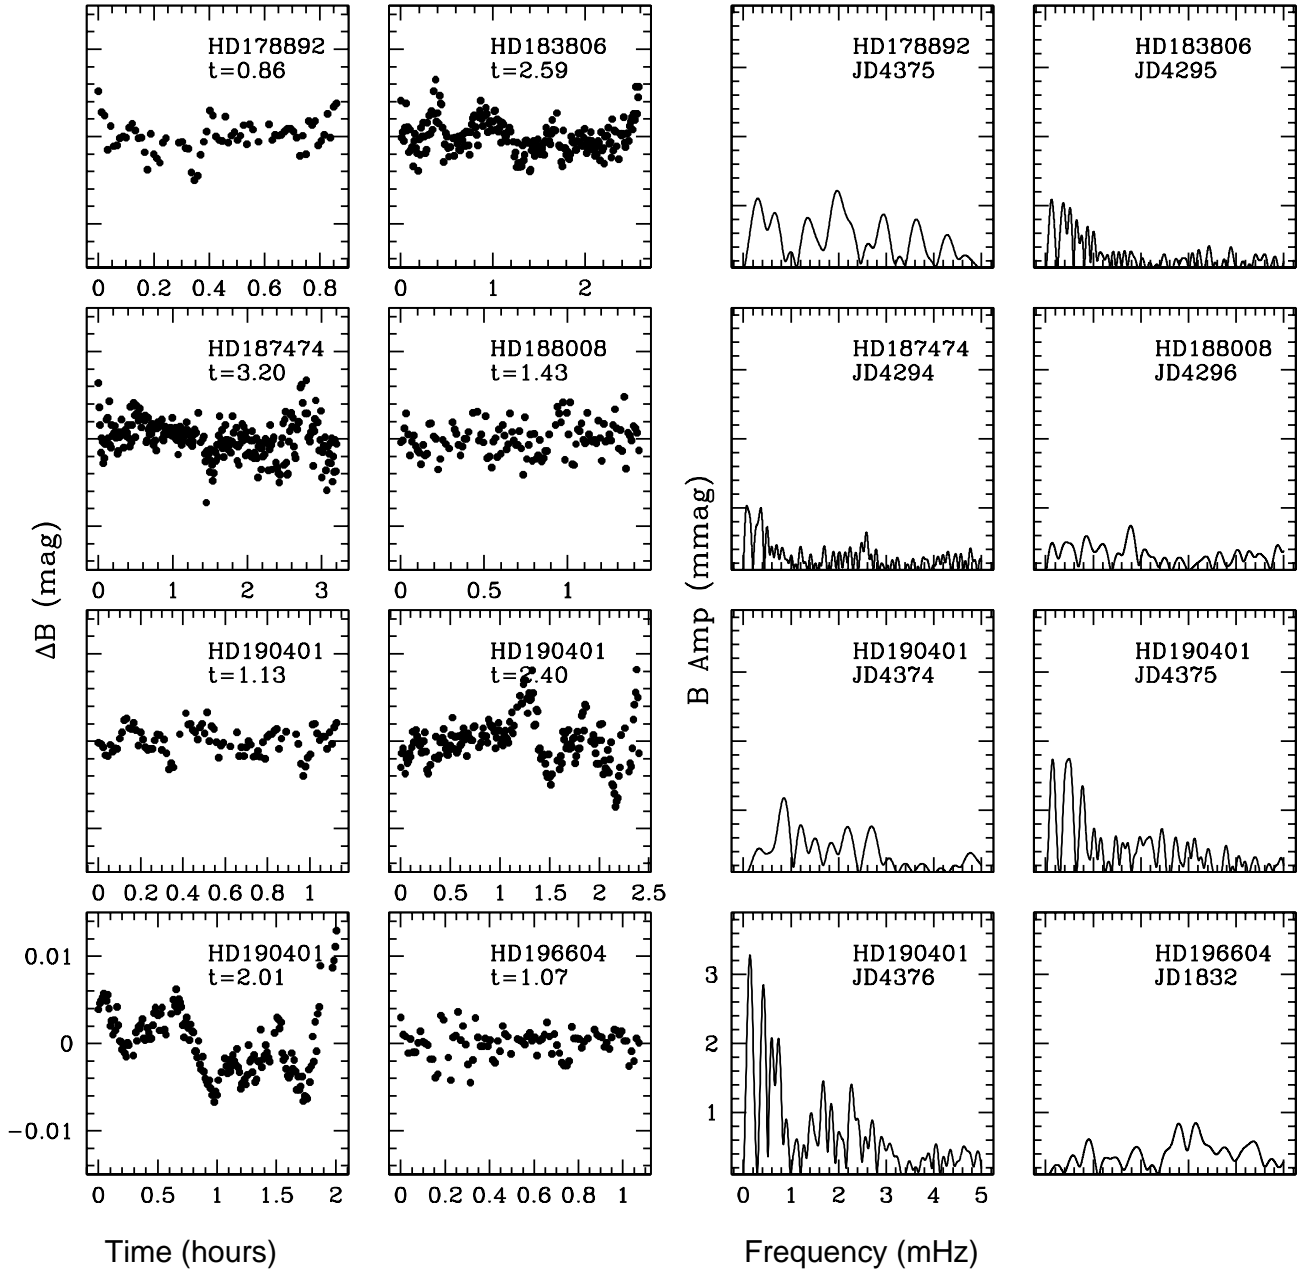 HD178892
t=0.86
HD183806
t=2.59
HD178892
JD4375
HD183806
JD4295
0 0.2 0.4 0.6 0.8
0 1 2
HD187474
t=3.20
HD188008
t=1.43
HD187474
JD4294
HD188008
JD4296
0 1 2 3
0 0.5 1
ΔB (mag)
B Amp (mmag)
HD190401
t=1.13
HD190401
t=2.40
HD190401
JD4374
HD190401
JD4375
0 0.2 0.4 0.6 0.8 1
0 0.5 1 1.5 2 2.5
HD190401
t=2.01
HD196604
t=1.07
HD190401
JD4376
HD196604
JD1832
0.01
0
-0.01
3
2
1
0 0.5 1 1.5 2
0 0.2 0.4 0.6 0.8 1
0 1 2 3 4 5
Time (hours)
Frequency (mHz)